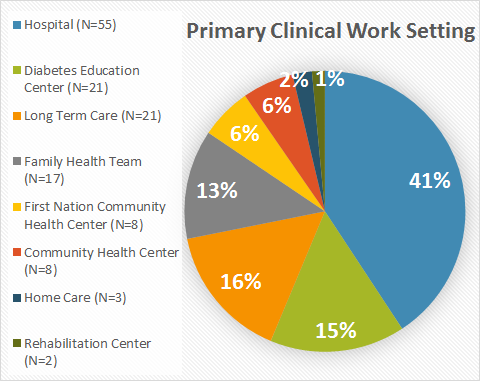 Primary Clinical Work Setting
Hospital (N=55)
Diabetes Education
Center (N=21)
Long Term Care (N=21)
Family Health Team
(N=17)
First Nation Community
Health Center (N=8)
Community Health Center
(N=8)
Home Care (N=3)
Rehabilitation Center
(N=2)
2%
1%
6%
6%
41%
13%
16%
15%